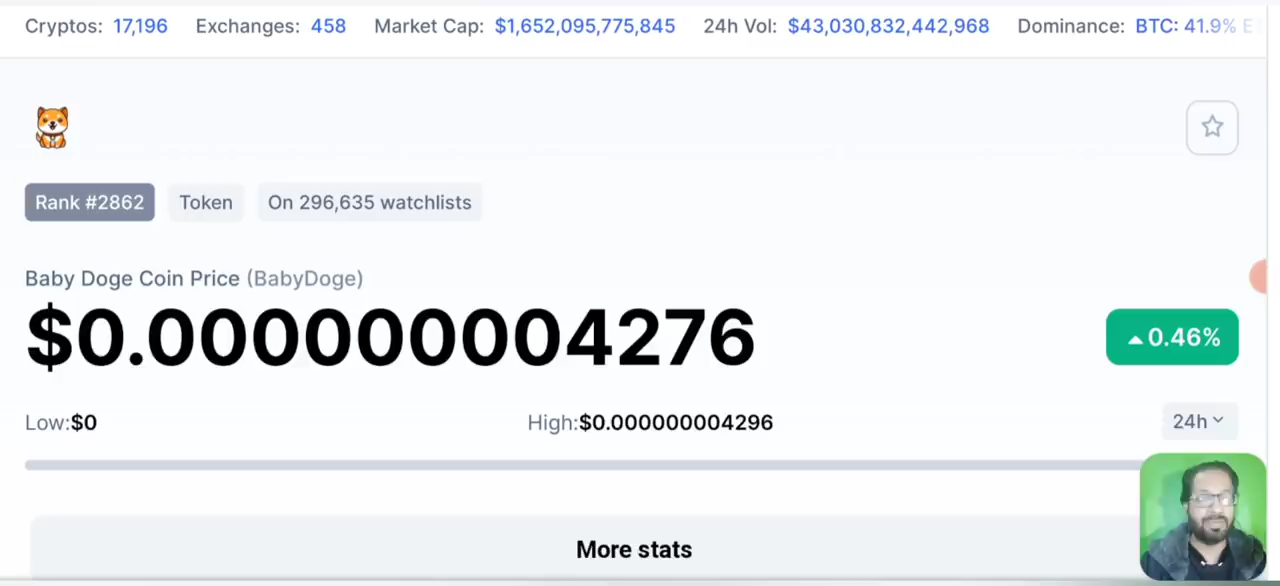 Cryptos: 17,196 Exchanges: 458 Market Cap: $1,652,095,775,845 24h Vol: $43,030,832,442,968 Dominance: BTC: 41.9%
Rank #2862 Token On 296,635 watchlists
Baby Doge Coin Price (BabyDoge)
$0.000000004276 0.46%
Low:$0 High:$0.000000004296 24h
More stats